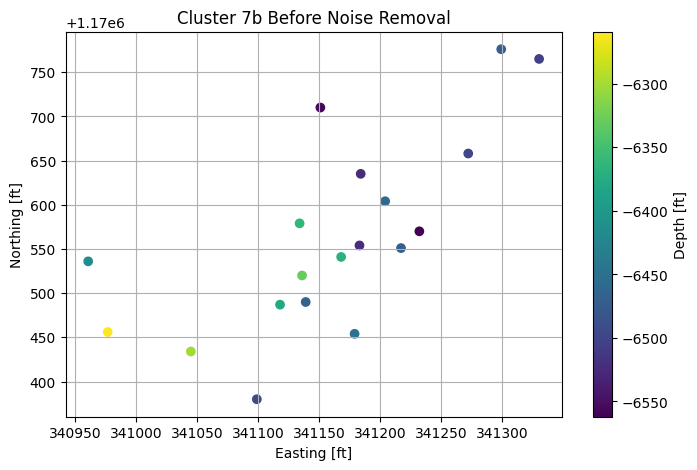 Cluster 7b Before Noise Removal
+1.17e6
750
700
650
600
550
500
450
400
Northing [ft]
340950 341000 341050 341100 341150 341200 341250 341300
Easting [ft]
−6300
−6350
−6400
−6450
−6500
−6550
Depth [ft]